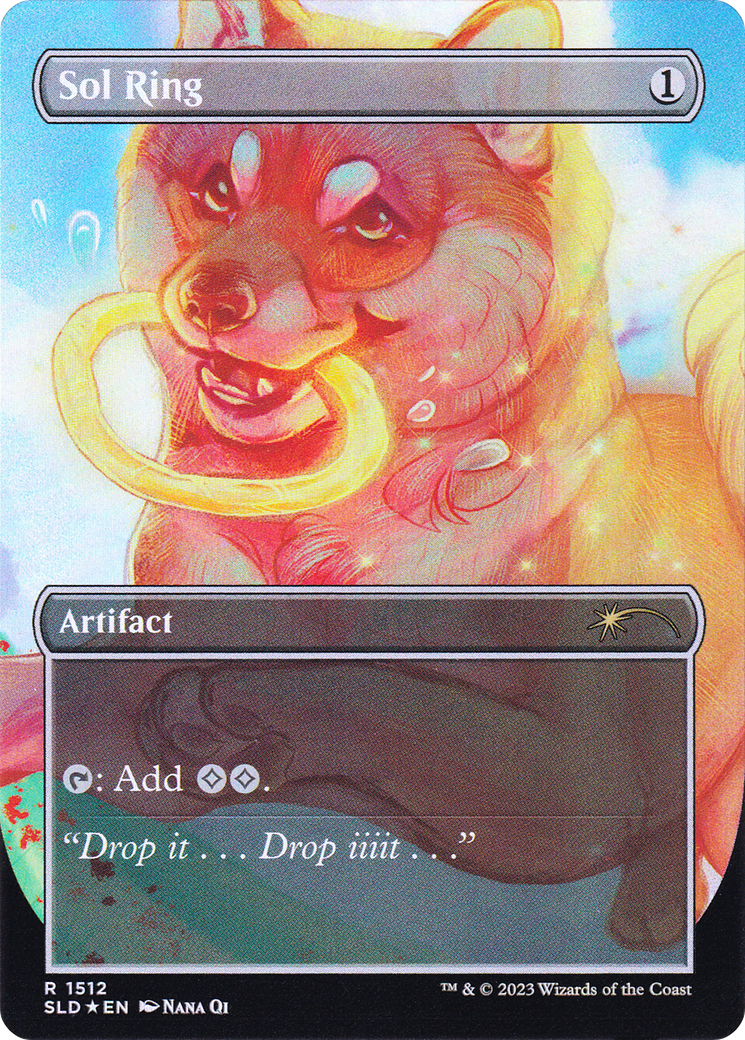 Sol Ring 1
Artifact
: Add .
“Drop it . . . Drop iiiit . . .”
R 1512
SLD ★ EN Nana Qi
™ & © 2023 Wizards of the Coast